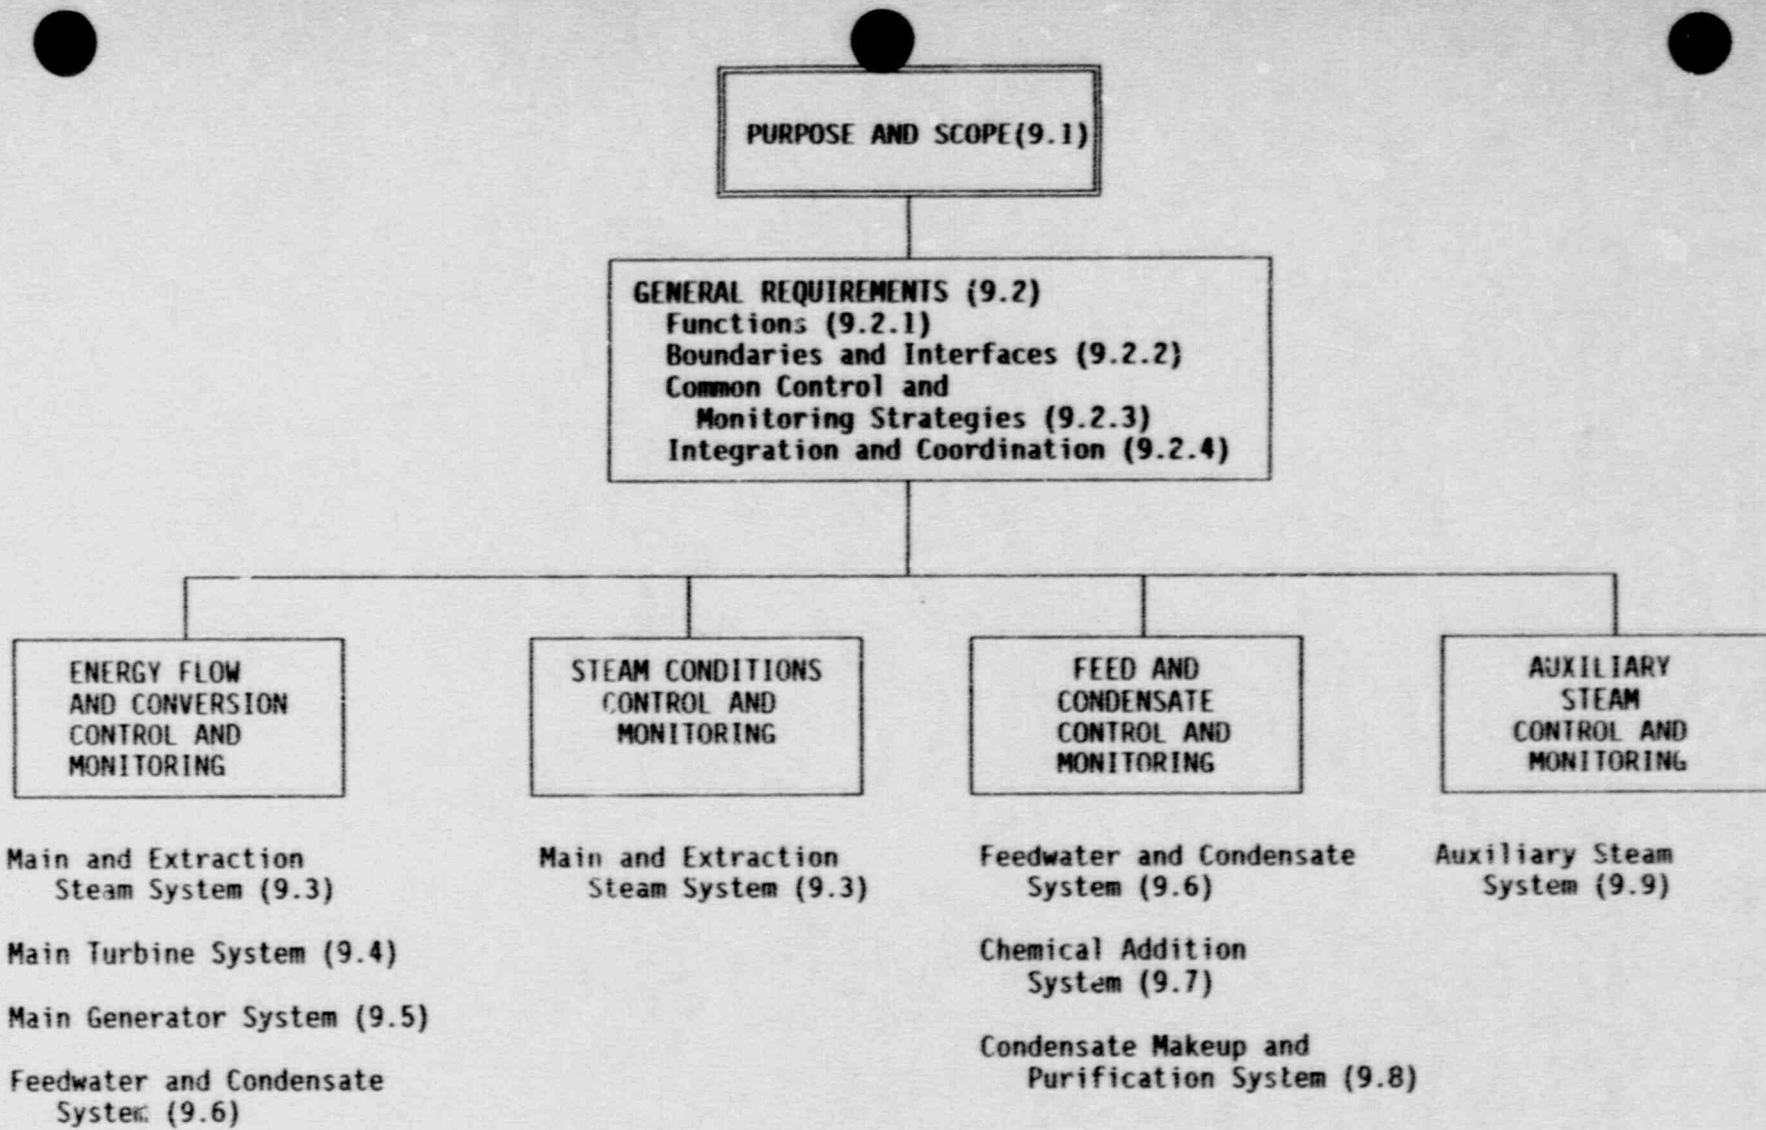 PURPOSE AND SCOPE(9.1)
GENERAL REQUIREMENTS (9.2)
Functions (9.2.1)
Boundaries and Interfaces (9.2.2)
Common Control and
Monitoring Strategies (9.2.3)
Integration and Coordination (9.2.4)
ENERGY FLOW
AND CONVERSION
CONTROL AND
MONITORING
STEAM CONDITIONS
CONTROL AND
MONITORING
FEED AND
CONDENSATE
CONTROL AND
MONITORING
AUXILIARY
STEAM
CONTROL AND
MONITORING
Main and Extraction
Steam System (9.3)
Main Turbine System (9.4)
Main Generator System (9.5)
Feedwater and Condensate
System (9.6)
Main and Extraction
Steam System (9.3)
Feedwater and Condensate
System (9.6)
Chemical Addition
System (9.7)
Condensate Makeup and
Purification System (9.8)
Auxiliary Steam
System (9.9)